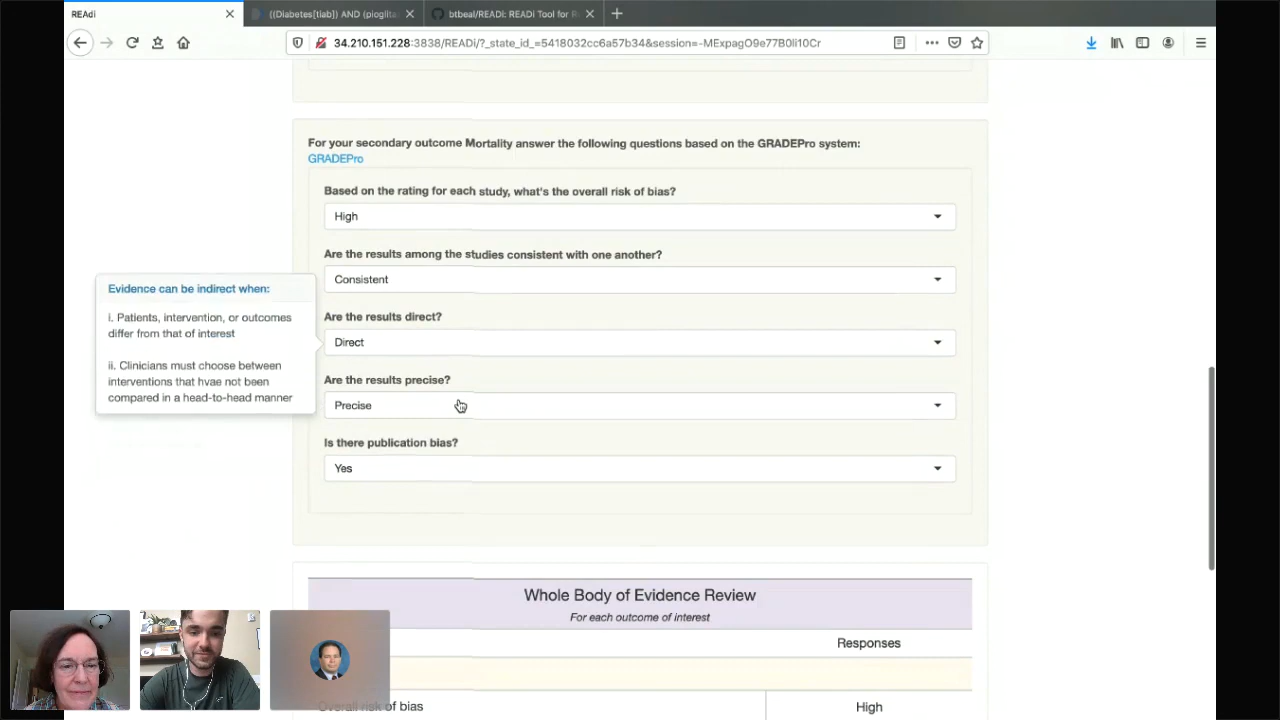 REAdi
((Diabetes[tiab]) AND (pioglita
btbeal/READI: READi Tool for R
34.210.151.228:3838/READi/?_state_id_=5418032cc6a57b34&session=-MExpagO9e77B0li10Cr
For your secondary outcome Mortality answer the following questions based on the GRADEPro system:
GRADEPro
Based on the rating for each study, what's the overall risk of bias?
High
Are the results among the studies consistent with one another?
Consistent
Evidence can be indirect when:
i. Patients, intervention, or outcomes
differ from that of interest
ii. Clinicians must choose between
interventions that hvae not been
compared in a head-to-head manner
Are the results direct?
Direct
Are the results precise?
Precise
Is there publication bias?
Yes
Whole Body of Evidence Review
For each outcome of interest
Responses
Overall risk of bias
High